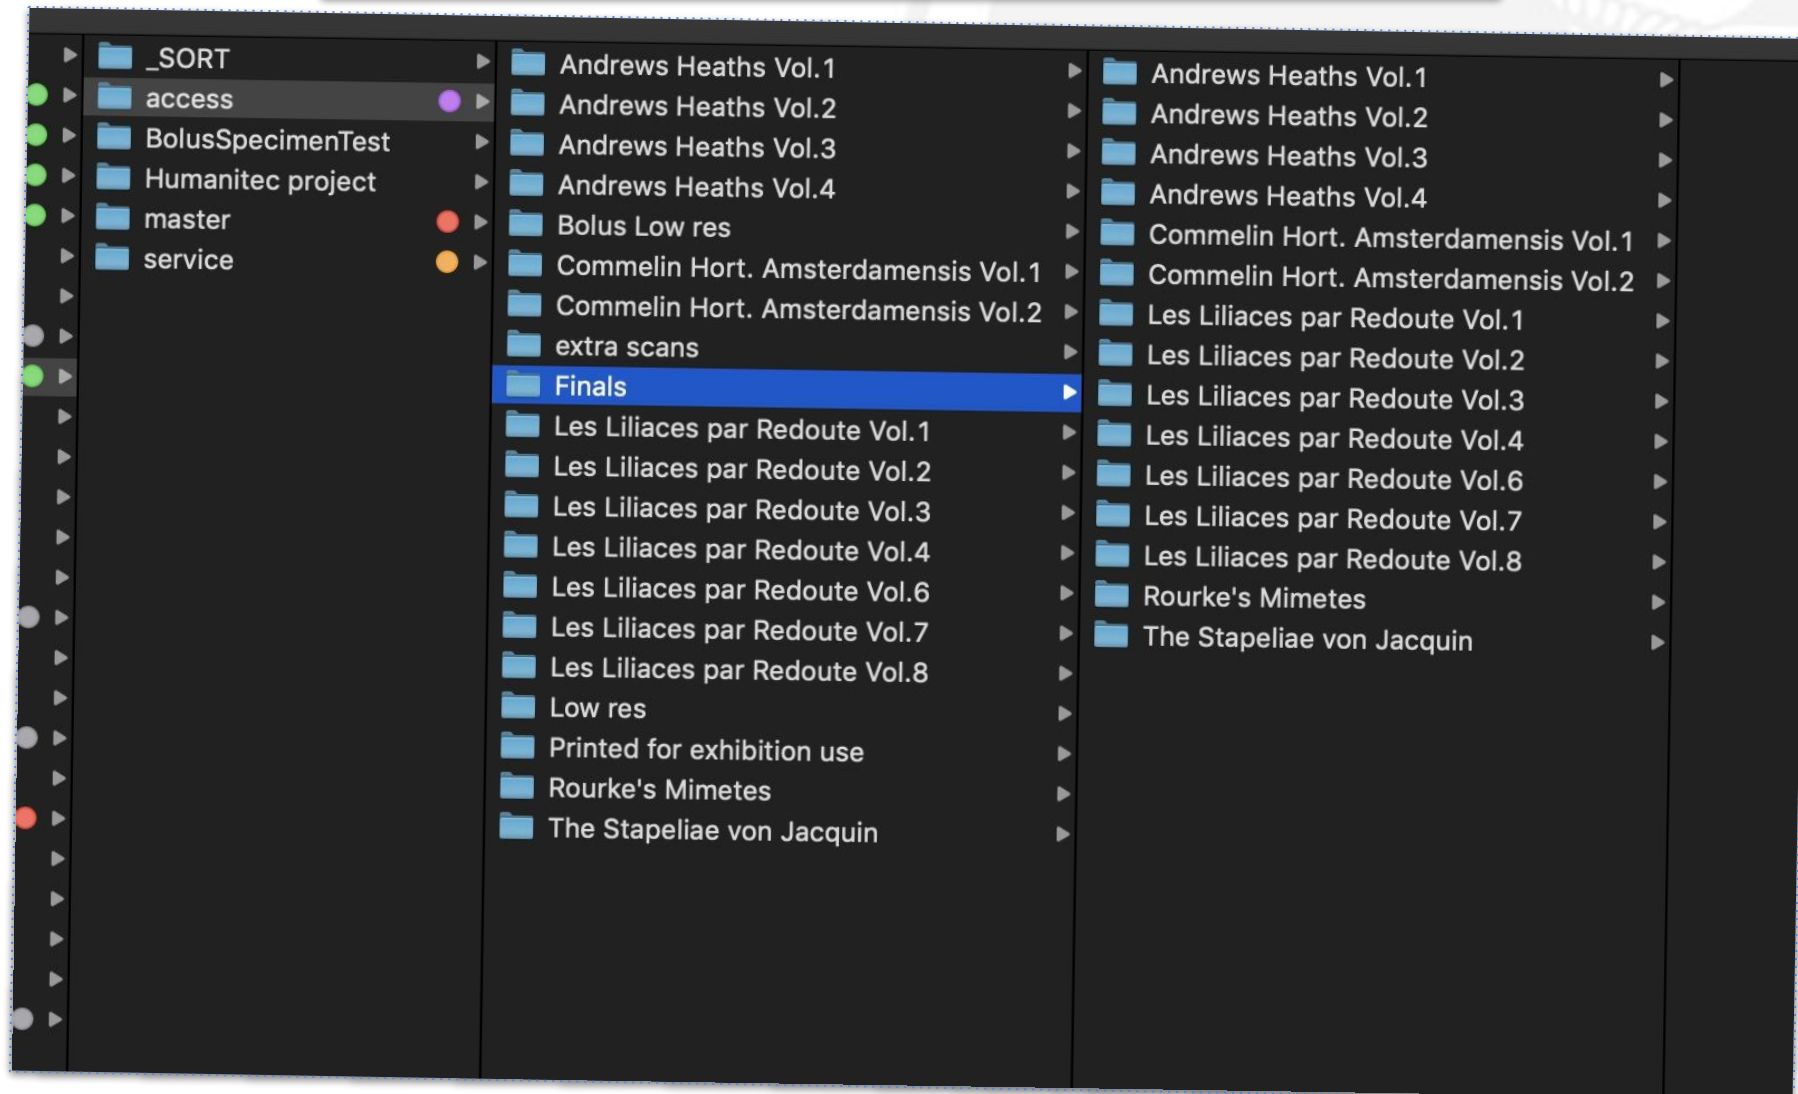 _SORT
access
BolusSpecimenTest
Humanitec project
master
service
Andrews Heaths Vol.1
Andrews Heaths Vol.2
Andrews Heaths Vol.3
Andrews Heaths Vol.4
Bolus Low res
Commelin Hort. Amsterdamensis Vol.1
Commelin Hort. Amsterdamensis Vol.2
extra scans
Finals
Les Liliaces par Redoute Vol.1
Les Liliaces par Redoute Vol.2
Les Liliaces par Redoute Vol.3
Les Liliaces par Redoute Vol.4
Les Liliaces par Redoute Vol.6
Les Liliaces par Redoute Vol.7
Les Liliaces par Redoute Vol.8
Low res
Printed for exhibition use
Rourke's Mimetes
The Stapeliae von Jacquin
Andrews Heaths Vol.1
Andrews Heaths Vol.2
Andrews Heaths Vol.3
Andrews Heaths Vol.4
Commelin Hort. Amsterdamensis Vol.1
Commelin Hort. Amsterdamensis Vol.2
Les Liliaces par Redoute Vol.1
Les Liliaces par Redoute Vol.2
Les Liliaces par Redoute Vol.3
Les Liliaces par Redoute Vol.4
Les Liliaces par Redoute Vol.6
Les Liliaces par Redoute Vol.7
Les Liliaces par Redoute Vol.8
Rourke's Mimetes
The Stapeliae von Jacquin